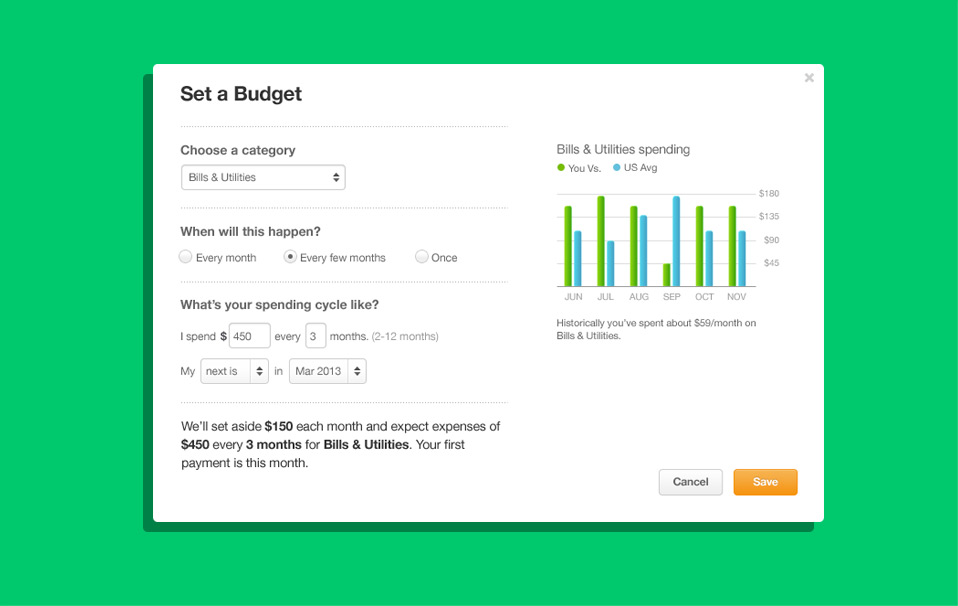 Set a Budget
Choose a category
Bills & Utilities
When will this happen?
Every month Every few months Once
What's your spending cycle like?
I spend $ 450 every 3 months. (2-12 months)
My next is in Mar 2013
We'll set aside $150 each month and expect expenses of
$450 every 3 months for Bills & Utilities. Your first
payment is this month.
Bills & Utilities spending
You Vs. US Avg
$180
$135
$90
$45
JUN JUL AUG SEP OCT NOV
Historically you've spent about $59/month on
Bills & Utilities.
Cancel Save